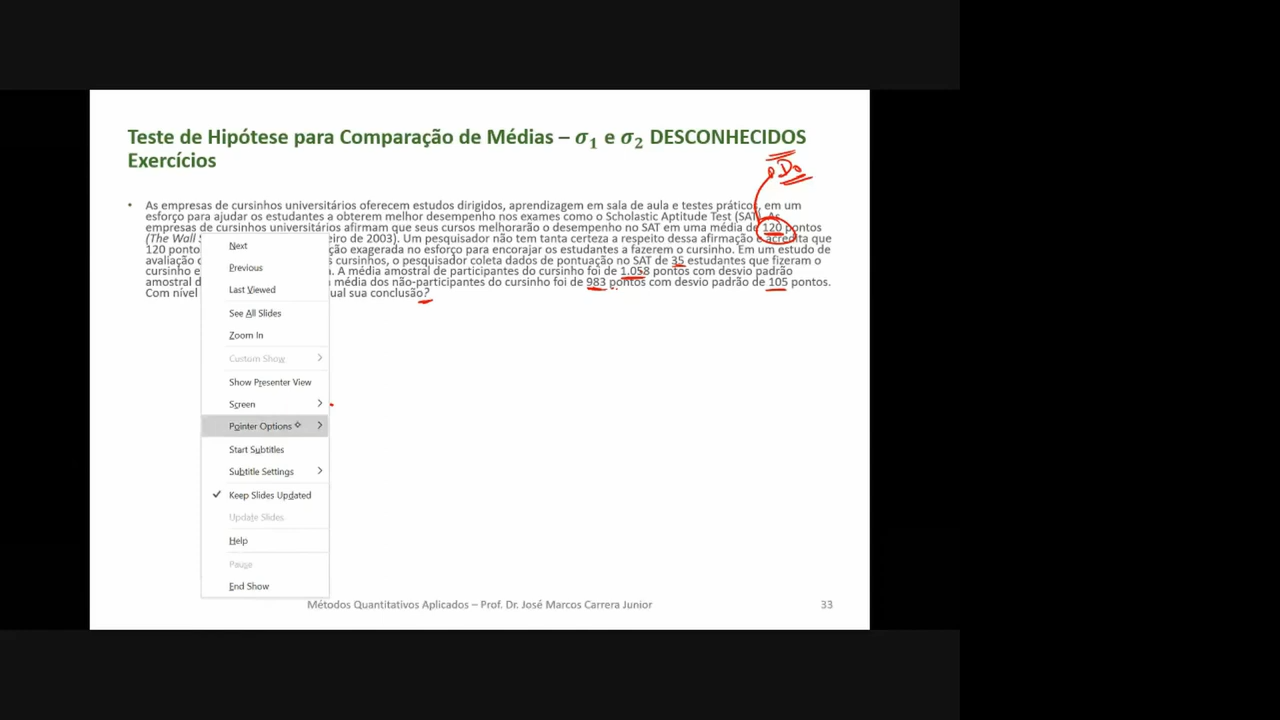 Teste de Hipótese para Comparação de Médias – σ₁ e σ₂ DESCONHECIDOS
Exercícios
Do
• As empresas de cursinhos universitários oferecem estudos dirigidos, aprendizagem em sala de aula e testes práticos, em um
esforço para ajudar os estudantes a obterem melhor desempenho nos exames como o Scholastic Aptitude Test (SAT). As
empresas de cursinhos universitários afirmam que seus cursos melhorarão o desempenho no SAT em uma média de 120 pontos
(The Wall S eiro de 2003). Um pesquisador não tem tanta certeza a respeito dessa afirmação e acredita que
120 ponto ção exagerada no esforço para encorajar os estudantes a fazerem o cursinho. Em um estudo de
avaliação s cursinhos, o pesquisador coleta dados de pontuação no SAT de 35 estudantes que fizeram o
cursinho e . A média amostral de participantes do cursinho foi de 1.058 pontos com desvio padrão
amostral d média dos não-participantes do cursinho foi de 983 pontos com desvio padrão de 105 pontos.
Com nível ual sua conclusão?
Next
Previous
Last Viewed
See All Slides
Zoom In
Custom Show
Show Presenter View
Screen
Pointer Options
Start Subtitles
Subtitle Settings
Keep Slides Updated
Update Slides
Help
Pause
End Show
Métodos Quantitativos Aplicados – Prof. Dr. José Marcos Carrera Junior 33